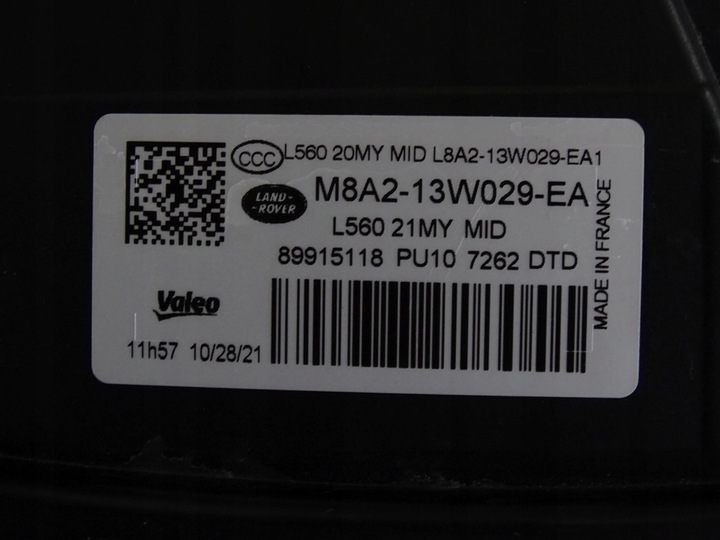 CCC L560 20MY MID L8A2-13W029-EA1
LAND-
-ROVER
M8A2-13W029-EA
L560 21MY MID
89915118 PU10 7262 DTD
Valeo
11h57 10/28/21
MADE IN FRANCE